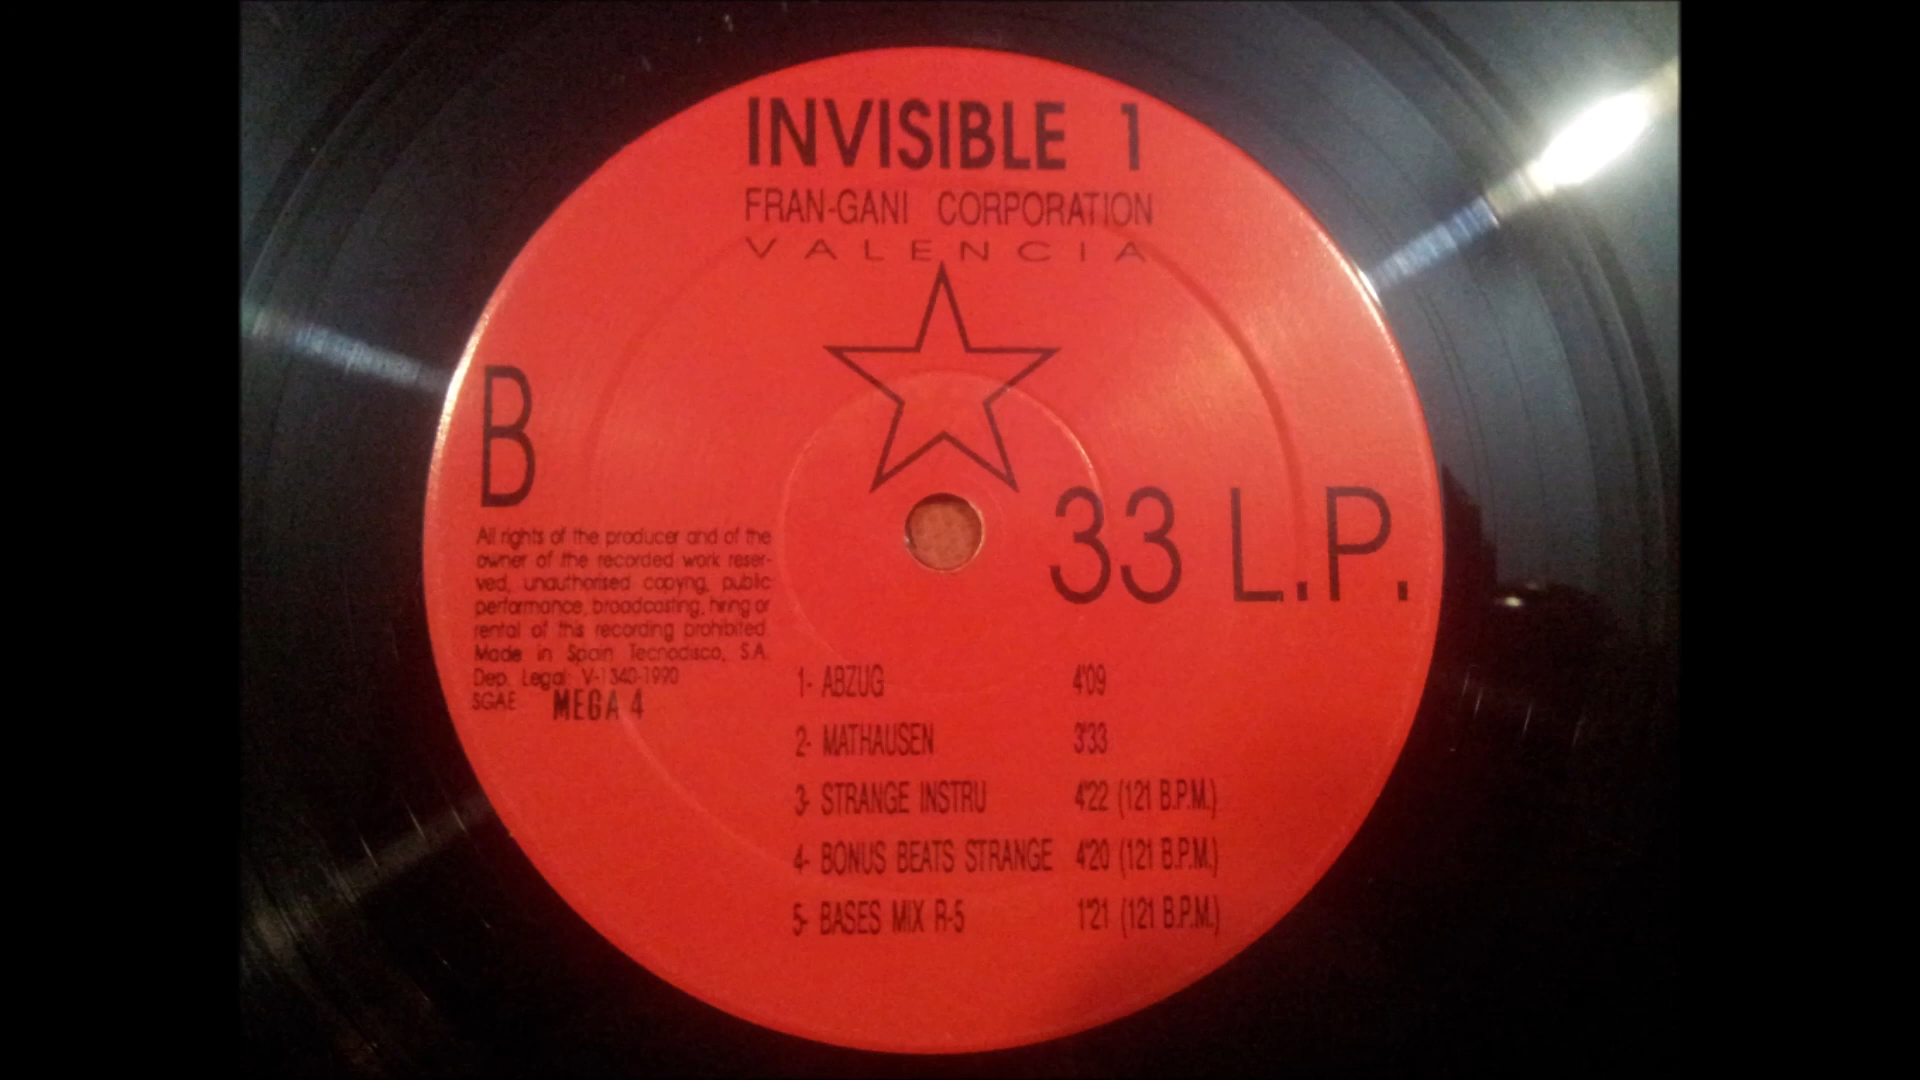 INVISIBLE 1
FRAN-GANI CORPORATION
VALENCIA
B
33 L.P.
All rights of the producer and of the
owner of the recorded work reser-
ved, unauthorised copyng, public
performance, broadcasting, hiring or
rental of this recording prohibited.
Made in Spain Tecnodisco, S.A.
Dep. Legal: V-1340-1990
SGAE MEGA 4
1- ABZUG 4'09
2- MATHAUSEN 3'33
3- STRANGE INSTRU 4'22 (121 B.P.M.)
4- BONUS BEATS STRANGE 4'20 (121 B.P.M.)
5- BASES MIX R-5 1'21 (121 B.P.M.)